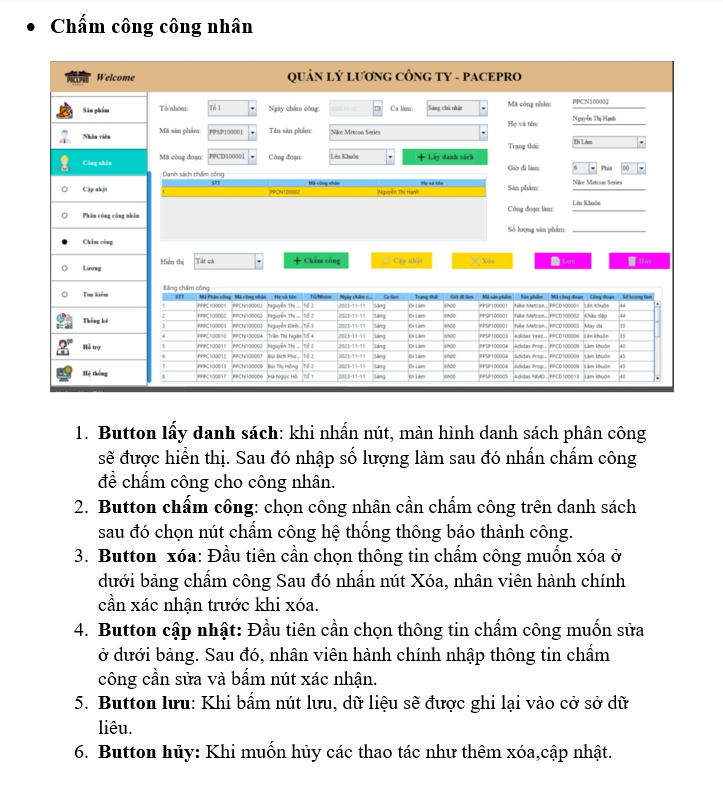 Chấm công công nhân
PACEPRO Welcome
QUẢN LÝ LƯƠNG CÔNG TY - PACEPRO
Sản phẩm
Nhân viên
Công nhân
Cập nhật
Phân công công nhân
Chấm công
Lương
Tìm kiếm
Thống kê
Hỗ trợ
Hệ thống
Tổ/nhóm: Tổ 1 Ngày chấm công: Ca làm: Sáng chủ nhật
Mã sản phẩm: PPSP100001 Tên sản phẩm: Nike Metcon Series
Mã công đoạn: PPCD100001 Công đoạn: Lên Khuôn + Lấy danh sách
Danh sách chấm công
STT Mã công nhân Họ và tên
1 PPCN100002 Nguyễn Thị Hạnh
Mã công nhân: PPCN100002
Họ và tên: Nguyễn Thị Hạnh
Trạng thái: Đi Làm
Giờ đi làm: 6 Phút 00
Sản phẩm: Nike Metcon Series
Công đoạn làm: Lên Khuôn
Số lượng sản phẩm:
Hiển thị Tất cả + Chấm công Cập nhật Xóa Lưu Hủy
Bảng chấm công
STT Mã Phân công Mã công nhân Họ và tên Tổ/Nhóm Ngày chấm c... Ca làm Trạng thái Giờ đi làm Mã sản phẩm Sản phẩm Mã công đoạn Công đoạn Số lượng làm
1 PPPC100001 PPCN100002 Nguyễn Thị ... Tổ 2 2023-11-11 Sáng Đi Làm 6h00 PPSP100001 Nike Metcon... PPCD100001 Lên Khuôn 44
2 PPPC100002 PPCN100002 Nguyễn Thị ... Tổ 2 2023-11-11 Sáng Đi Làm 6h00 PPSP100001 Nike Metcon... PPCD100002 Khâu dập 44
3 PPPC100003 PPCN100003 Nguyễn Đình... Tổ 3 2023-11-11 Sáng Đi Làm 6h00 PPSP100001 Nike Metcon... PPCD100003 May da 35
4 PPPC100010 PPCN100004 Trần Thị Ngân Tổ 4 2023-11-11 Sáng Đi Làm 6h00 PPSP100003 Adidas Yeez... PPCD100006 Lên khuôn 35
5 PPPC100011 PPCN100002 Nguyễn Thị ... Tổ 2 2023-11-11 Sáng Đi Làm 6h00 PPSP100004 Adidas Prop... PPCD100009 Làm khuôn 40
6 PPPC100012 PPCN100007 Bùi Bích Phư... Tổ 2 2023-11-11 Sáng Đi Làm 6h00 PPSP100004 Adidas Prop... PPCD100009 Làm khuôn 45
7 PPPC100013 PPCN100009 Bùi Thị Hồng Tổ 2 2023-11-11 Sáng Đi Làm 6h00 PPSP100004 Adidas Prop... PPCD100009 Làm khuôn 45
8 PPPC100017 PPCN100006 Hà Ngọc Hồ Tổ 1 2023-11-11 Sáng Đi Làm 6h00 PPSP100005 Adidas NMD... PPCD100013 Làm khuôn 40
1. Button lấy danh sách: khi nhấn nút, màn hình danh sách phân công
sẽ được hiển thị. Sau đó nhập số lượng làm sau đó nhấn chấm công
để chấm công cho công nhân.
2. Button chấm công: chọn công nhân cần chấm công trên danh sách
sau đó chọn nút chấm công hệ thống thông báo thành công.
3. Button xóa: Đầu tiên cần chọn thông tin chấm công muốn xóa ở
dưới bảng chấm công Sau đó nhấn nút Xóa, nhân viên hành chính
cần xác nhận trước khi xóa.
4. Button cập nhật: Đầu tiên cần chọn thông tin chấm công muốn sửa
ở dưới bảng. Sau đó, nhân viên hành chính nhập thông tin chấm
công cần sửa và bấm nút xác nhận.
5. Button lưu: Khi bấm nút lưu, dữ liệu sẽ được ghi lại vào cở sở dữ
liêu.
6. Button hủy: Khi muốn hủy các thao tác như thêm xóa,cập nhật.